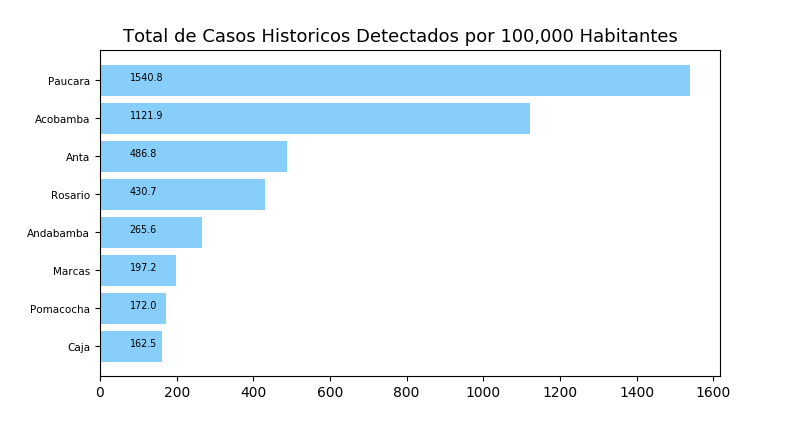 Total de Casos Historicos Detectados por 100,000 Habitantes
Paucara 1540.8
Acobamba 1121.9
Anta 486.8
Rosario 430.7
Andabamba 265.6
Marcas 197.2
Pomacocha 172.0
Caja 162.5
0 200 400 600 800 1000 1200 1400 1600